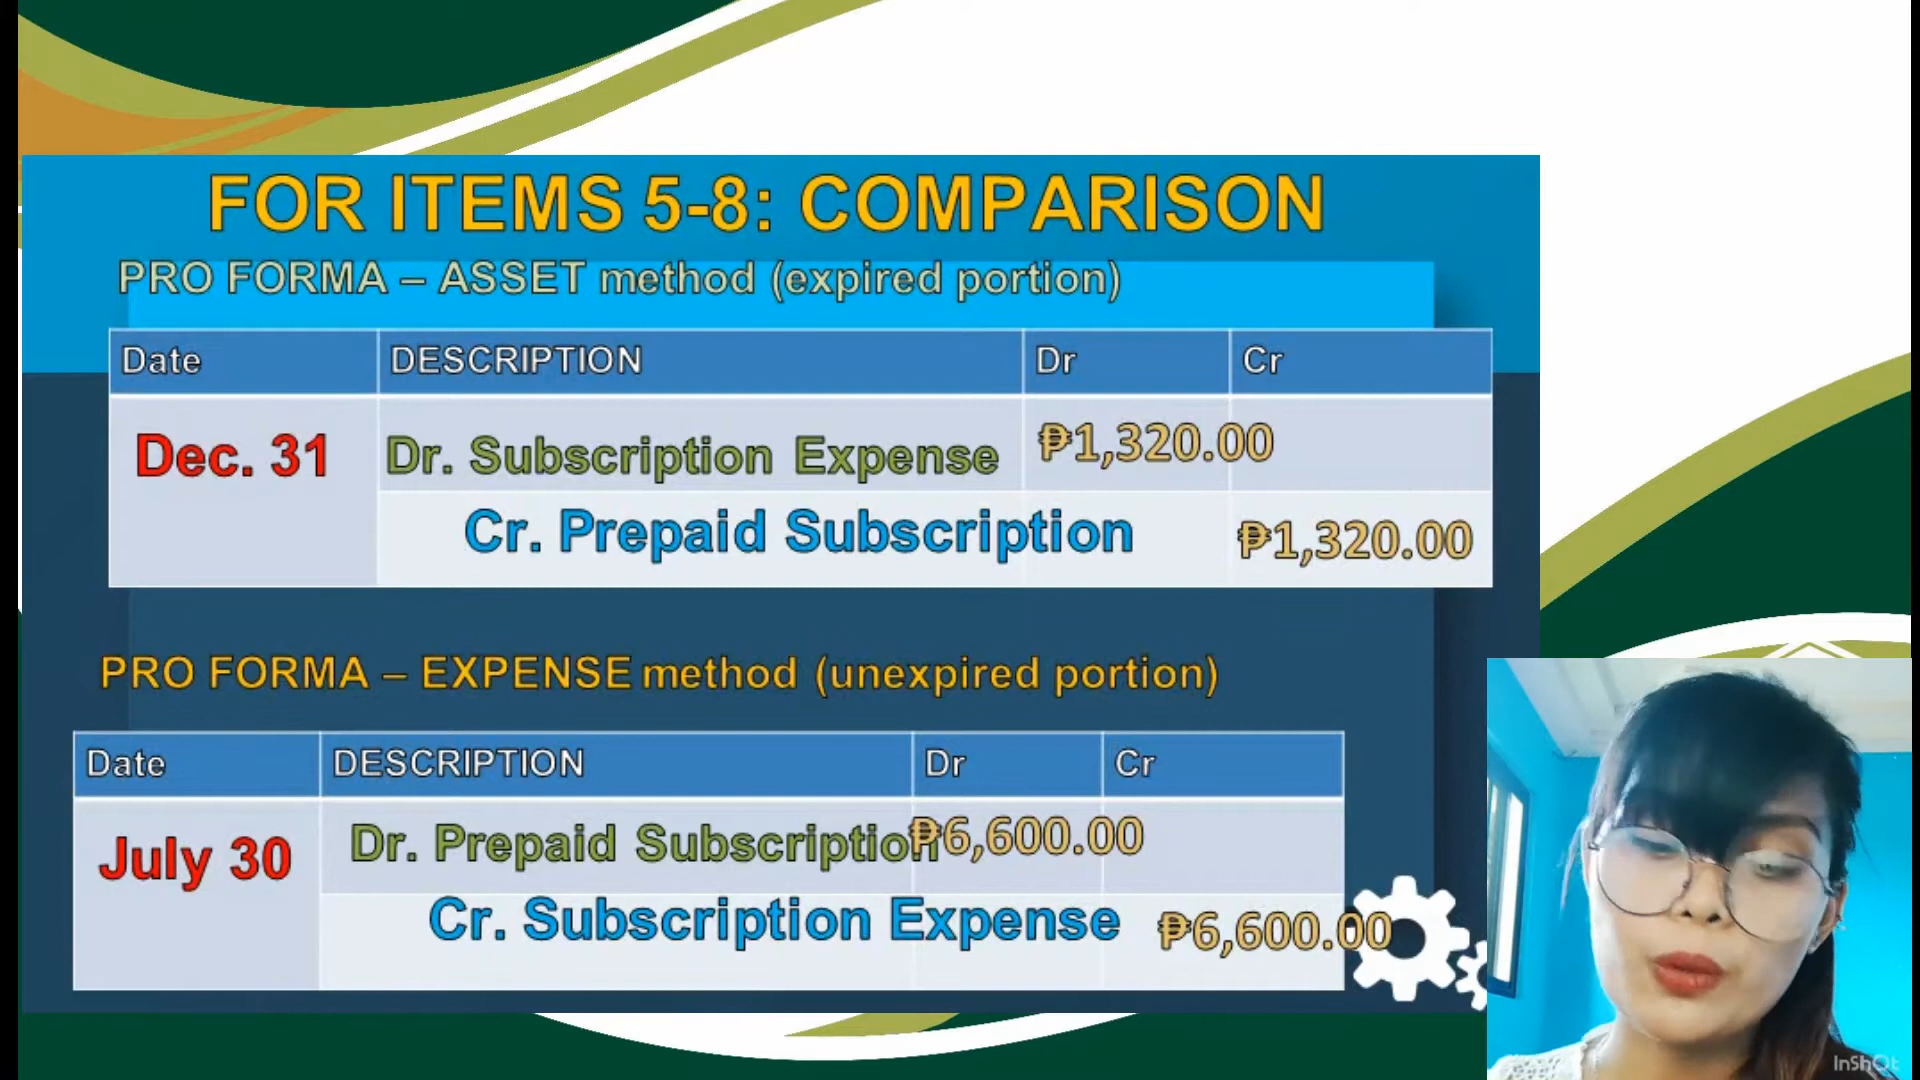 FOR ITEMS 5-8: COMPARISON
PRO FORMA – ASSET method (expired portion)
Date DESCRIPTION Dr Cr
Dec. 31 Dr. Subscription Expense ₱1,320.00
Cr. Prepaid Subscription ₱1,320.00
PRO FORMA – EXPENSE method (unexpired portion)
Date DESCRIPTION Dr Cr
July 30 Dr. Prepaid Subscription ₱6,600.00
Cr. Subscription Expense ₱6,600.00
InShOt